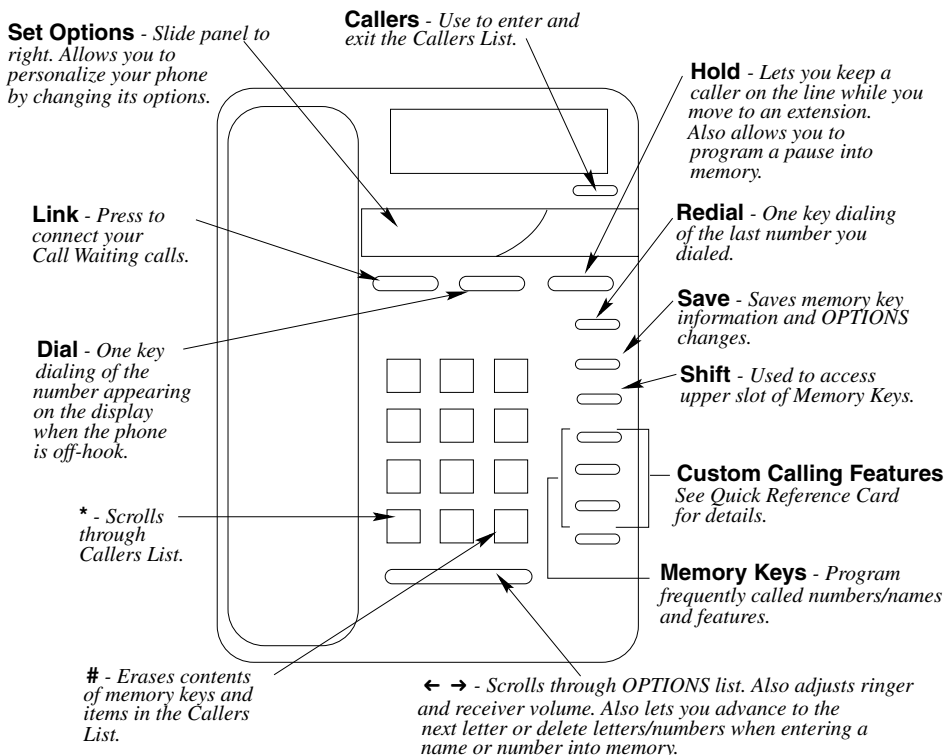 Set Options - Slide panel to
right. Allows you to
personalize your phone
by changing its options.
Callers - Use to enter and
exit the Callers List.
Hold - Lets you keep a
caller on the line while you
move to an extension.
Also allows you to
program a pause into
memory.
Link - Press to
connect your
Call Waiting calls.
Redial - One key dialing
of the last number you
dialed.
Save - Saves memory key
information and OPTIONS
changes.
Dial - One key
dialing of the
number appearing
on the display
when the phone
is off-hook.
Shift - Used to access
upper slot of Memory Keys.
Custom Calling Features
See Quick Reference Card
for details.
* - Scrolls
through
Callers List.
Memory Keys - Program
frequently called numbers/names
and features.
# - Erases contents
of memory keys and
items in the Callers
List.
← → - Scrolls through OPTIONS list. Also adjusts ringer
and receiver volume. Also lets you advance to the
next letter or delete letters/numbers when entering a
name or number into memory.